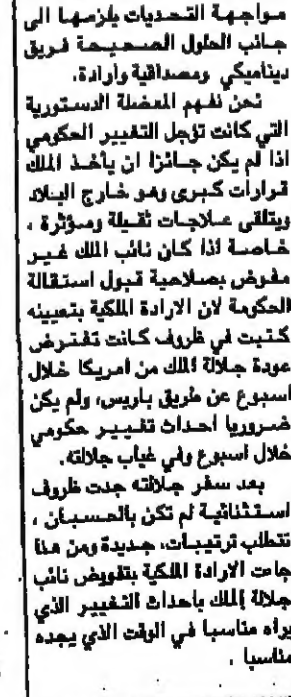 مواجهة التحديات يلزمها الى
جانب الحلول الصحيحة فريق
ديناميكي ومصداقية وارادة.
نحن نفهم المعضلة الدستورية
التي كانت تؤجل التغيير الحكومي
اذا لم يكن جائزا ان يأخذ الملك
قرارات كبرى وهو خارج البلاد
ويتلقى علاجات ثقيلة ومؤثرة ،
خاصة اذا كان نائب الملك غير
مفوض بصلاحية قبول استقالة
الحكومة لان الارادة الملكية بتعيينه
كتبت في ظروف كانت تفترض
عودة جلالة الملك من امريكا خلال
اسبوع عن طريق باريس، ولم يكن
ضروريا احداث تغيير حكومي
خلال اسبوع وفي غياب جلالته.
بعد سفر جلالته جدت ظروف
استثنائية لم تكن بالحسبان ،
تتطلب ترتيبات، جديدة ومن هنا
جاءت الارادة الملكية بتفويض نائب
جلالة الملك باحداث التغيير الذي
يراه مناسبا في الوقت الذي يجده
مناسبا .